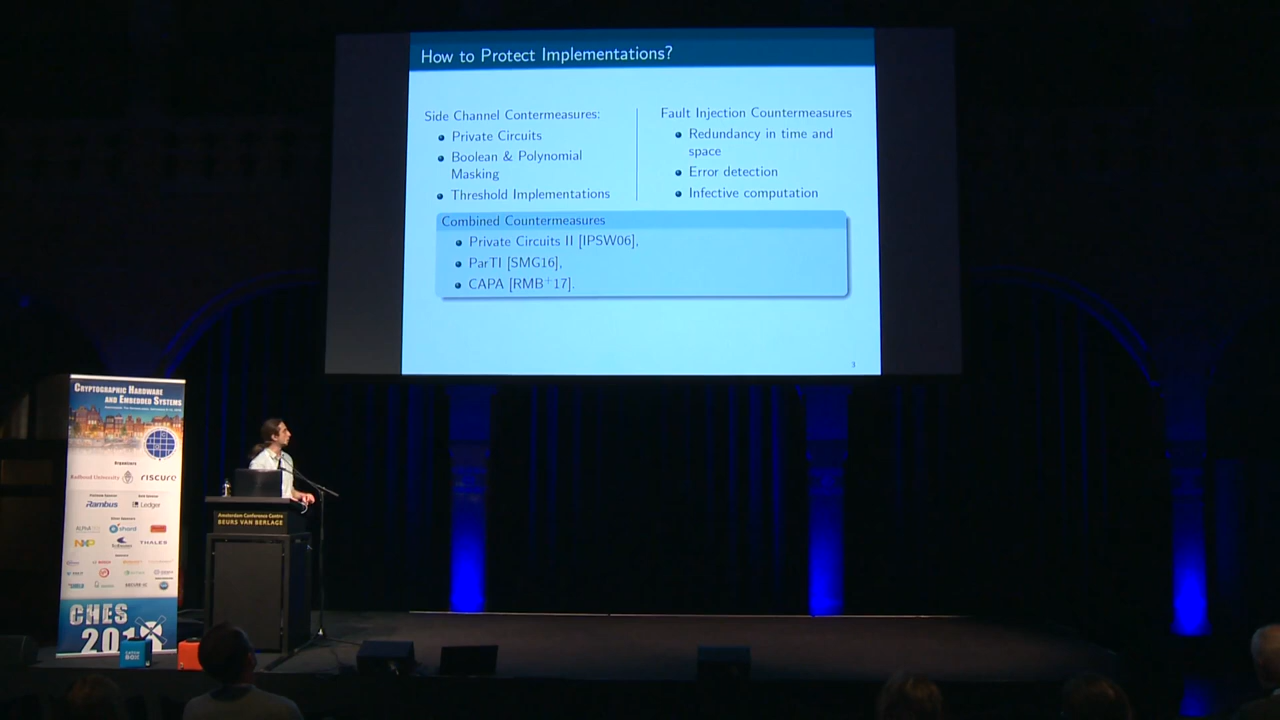 How to Protect Implementations?
Side Channel Contermeasures:
Private Circuits
Boolean & Polynomial
Masking
Threshold Implementations
Fault Injection Countermeasures
Redundancy in time and
space
Error detection
Infective computation
Combined Countermeasures
Private Circuits II [IPSW06],
ParTI [SMG16],
CAPA [RMB+17].
3
Cryptographic Hardware
and Embedded Systems
Organizers
Radboud University
riscure
Rambus
Ledger
NXP
THALES
CHES
Amsterdam Conference Centre
BEURS VAN BERLAGE